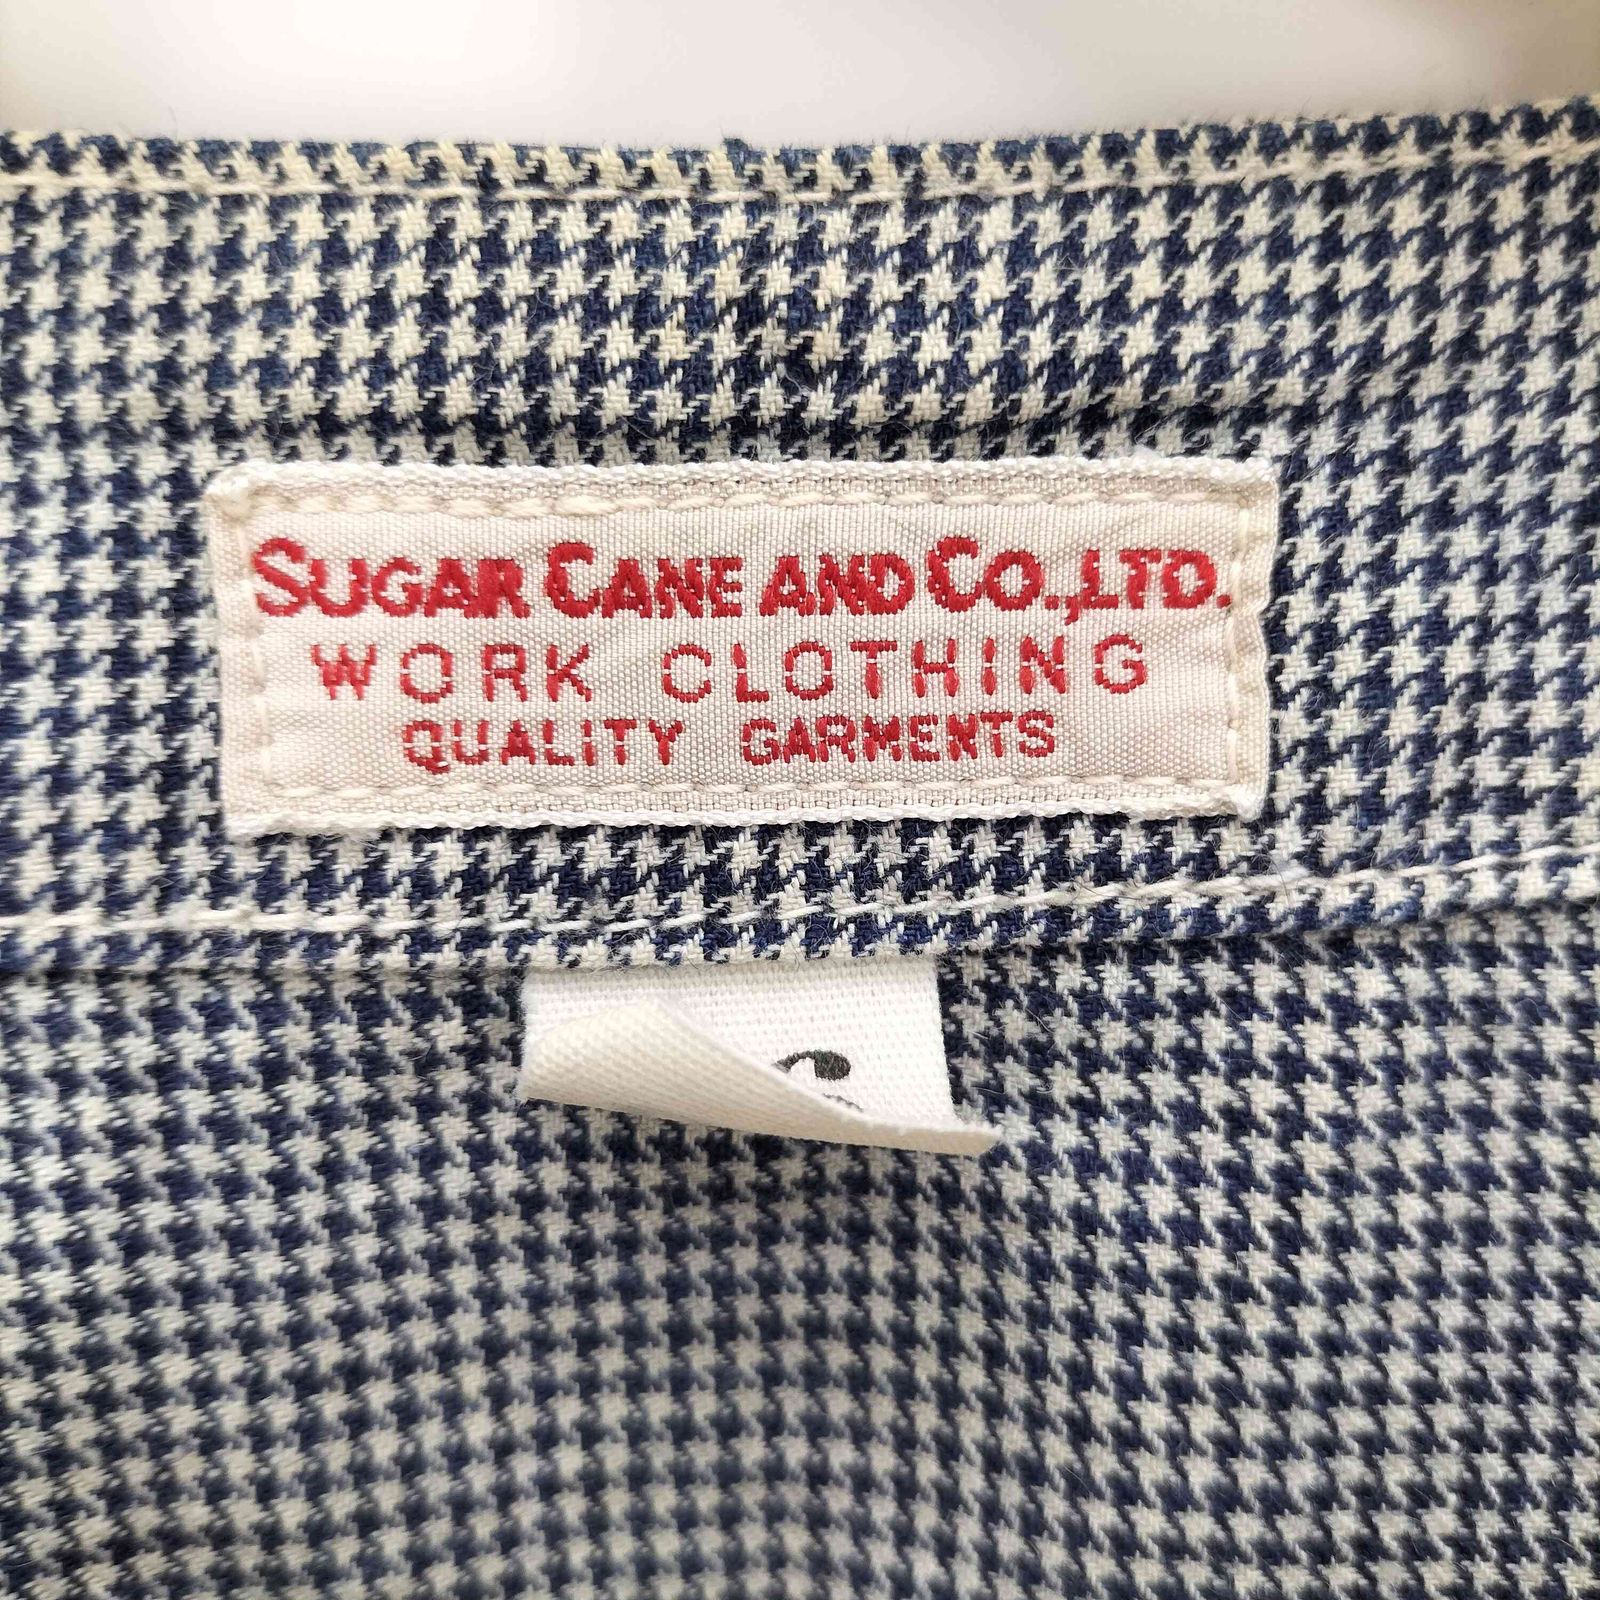 SUGAR CANE AND CO., LTD.
WORK CLOTHING
QUALITY GARMENTS